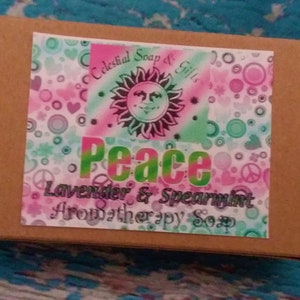 Celestial Soap & Gifts
Peace
Lavender & Spearmint
Aromatherapy Soap